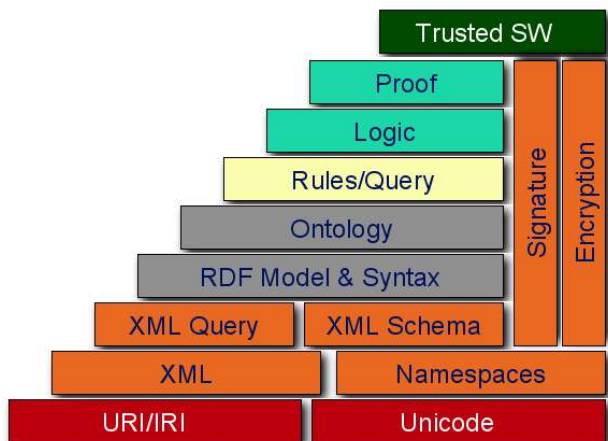 Trusted SW
Proof
Logic
Rules/Query
Ontology
RDF Model & Syntax
XML Query
XML Schema
Signature
Encryption
XML
Namespaces
URI/IRI
Unicode